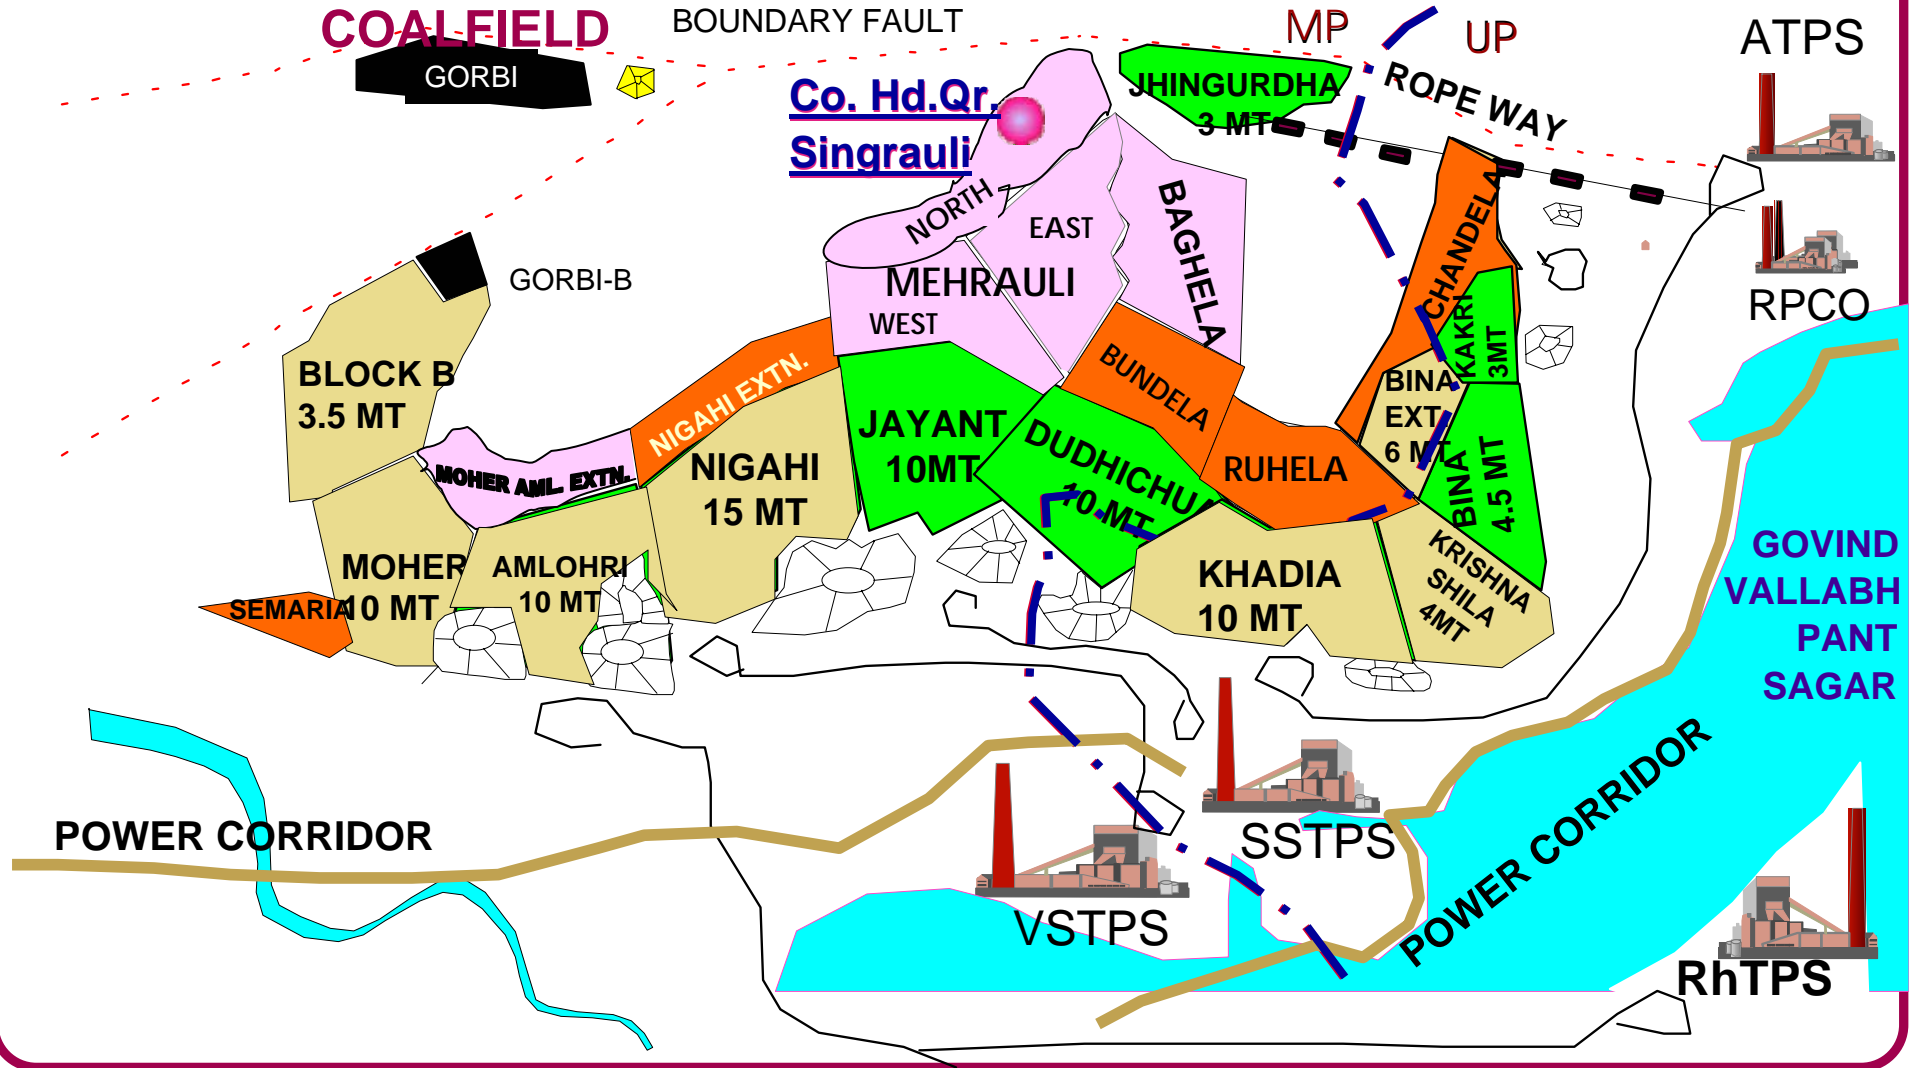 COALFIELD
BOUNDARY FAULT
MP
UP
ATPS
GORBI
Co. Hd.Qr.
Singrauli
JHINGURDHA
3 MT
ROPE WAY
NORTH
EAST
BAGHELA
CHANDELA
GORBI-B
MEHRAULI
WEST
RPCO
KAKRI
3MT
BLOCK B
3.5 MT
NIGAHI EXTN.
BUNDELA
BINA
EXT.
6 MT
JAYANT
10MT
DUDHICHUA
10 MT
RUHELA
BINA
4.5 MT
MOHER AML. EXTN.
NIGAHI
15 MT
MOHER
10 MT
AMLOHRI
10 MT
SEMARIA
KHADIA
10 MT
KRISHNA
SHILA
4MT
GOVIND
VALLABH
PANT
SAGAR
POWER CORRIDOR
SSTPS
VSTPS
POWER CORRIDOR
RhTPS